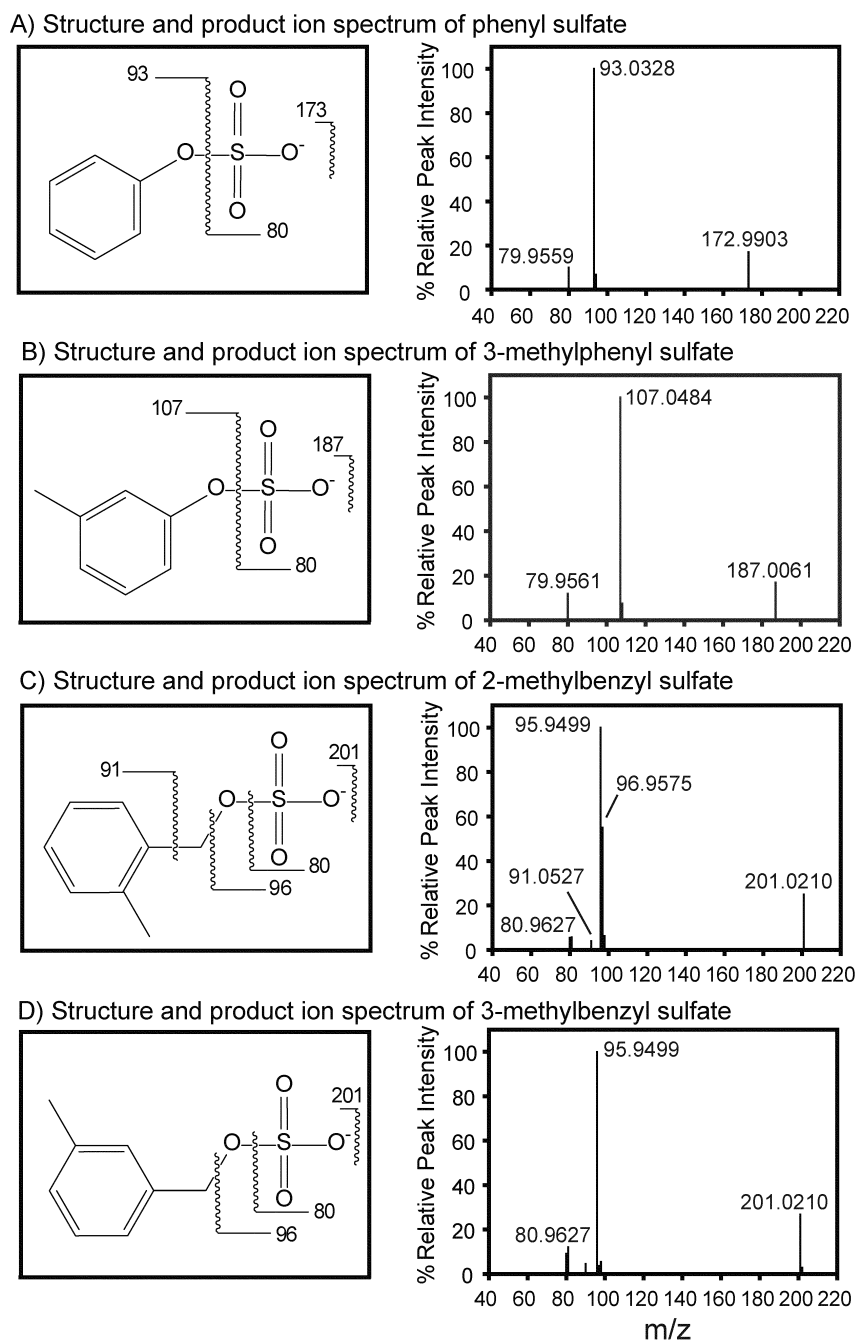 A) Structure and product ion spectrum of phenyl sulfate
93
O
173
O
S
O-
O
80
% Relative Peak Intensity
100
80
60
40
20
0
93.0328
79.9559
172.9903
40 60 80 100 120 140 160 180 200 220
B) Structure and product ion spectrum of 3-methylphenyl sulfate
107
O
187
O
S
O-
O
80
% Relative Peak Intensity
100
80
60
40
20
0
107.0484
79.9561
187.0061
40 60 80 100 120 140 160 180 200 220
C) Structure and product ion spectrum of 2-methylbenzyl sulfate
O
201
91
O
S
O-
O
80
96
% Relative Peak Intensity
100
80
60
40
20
0
95.9499
96.9575
91.0527
80.9627
201.0210
40 60 80 100 120 140 160 180 200 220
D) Structure and product ion spectrum of 3-methylbenzyl sulfate
O
201
O
S
O-
O
80
96
% Relative Peak Intensity
100
80
60
40
20
0
95.9499
80.9627
201.0210
40 60 80 100 120 140 160 180 200 220
m/z